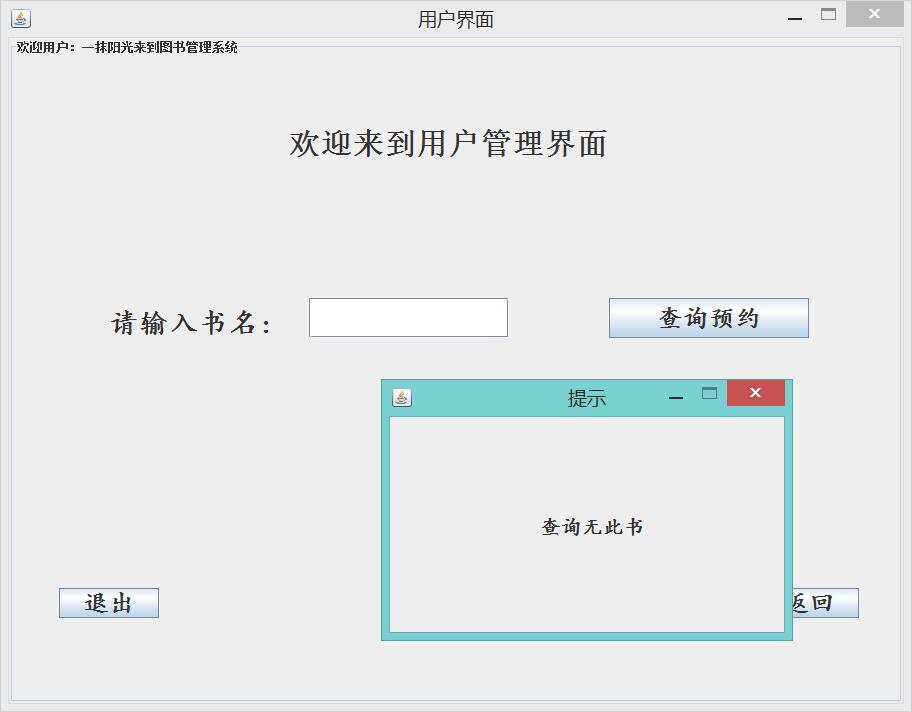 用户界面
欢迎用户：一抹阳光来到图书管理系统
欢迎来到用户管理界面
请输入书名：
查询预约
提示
查询无此书
退出
返回